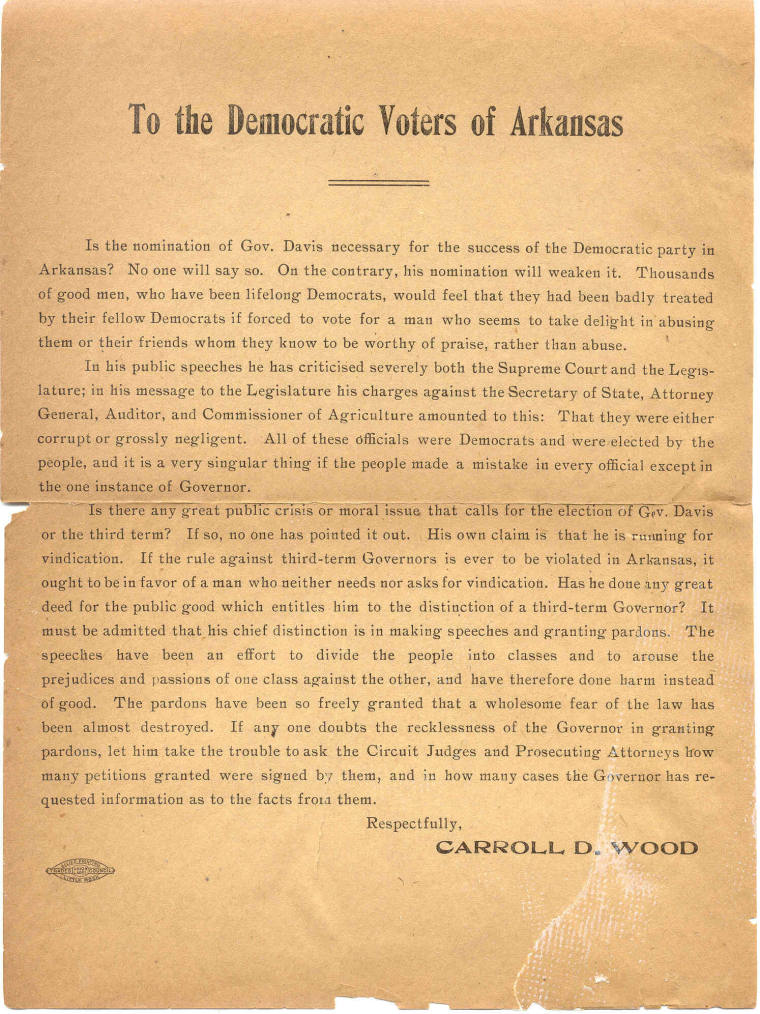 To the Democratic Voters of Arkansas
Is the nomination of Gov. Davis necessary for the success of the Democratic party in
Arkansas? No one will say so. On the contrary, his nomination will weaken it. Thousands
of good men, who have been lifelong Democrats, would feel that they had been badly treated
by their fellow Democrats if forced to vote for a man who seems to take delight in abusing
them or their friends whom they know to be worthy of praise, rather than abuse.
In his public speeches he has criticised severely both the Supreme Court and the Legis-
lature; in his message to the Legislature his charges against the Secretary of State, Attorney
General, Auditor, and Commissioner of Agriculture amounted to this: That they were either
corrupt or grossly negligent. All of these officials were Democrats and were elected by the
people, and it is a very singular thing if the people made a mistake in every official except in
the one instance of Governor.
Is there any great public crisis or moral issue that calls for the election of Gov. Davis
or the third term? If so, no one has pointed it out. His own claim is that he is running for
vindication. If the rule against third-term Governors is ever to be violated in Arkansas, it
ought to be in favor of a man who neither needs nor asks for vindication. Has he done any great
deed for the public good which entitles him to the distinction of a third-term Governor? It
must be admitted that his chief distinction is in making speeches and granting pardons. The
speeches have been an effort to divide the people into classes and to arouse the
prejudices and passions of one class against the other, and have therefore done harm instead
of good. The pardons have been so freely granted that a wholesome fear of the law has
been almost destroyed. If any one doubts the recklessness of the Governor in granting
pardons, let him take the trouble to ask the Circuit Judges and Prosecuting Attorneys how
many petitions granted were signed by them, and in how many cases the Governor has re-
quested information as to the facts from them.
Respectfully,
CARROLL D. WOOD
TRADES COUNCIL